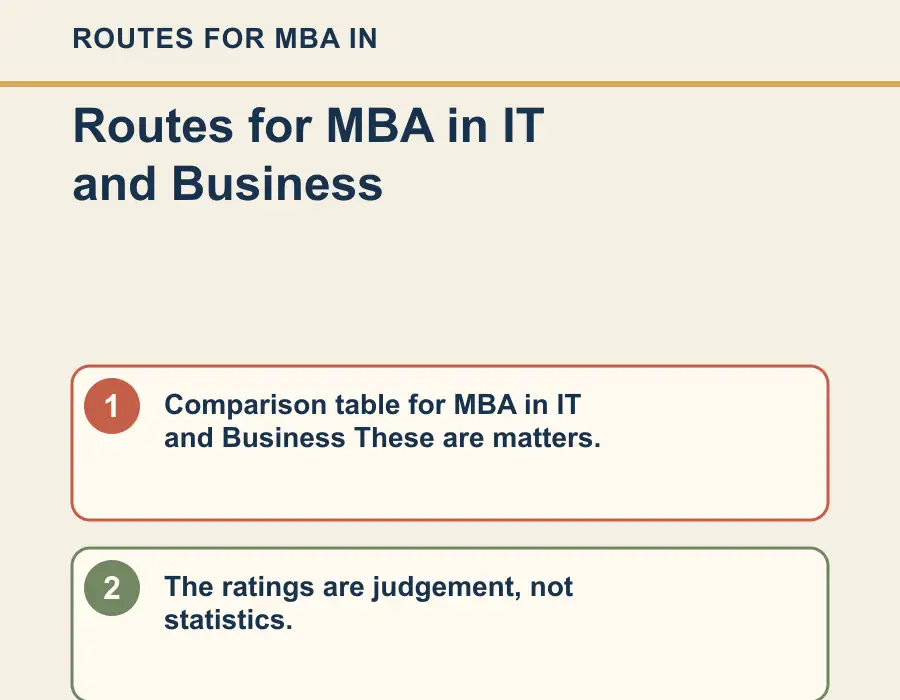 ROUTES FOR MBA IN
Routes for MBA in IT
and Business
1
Comparison table for MBA in IT
and Business These are matters.
2
The ratings are judgement, not
statistics.